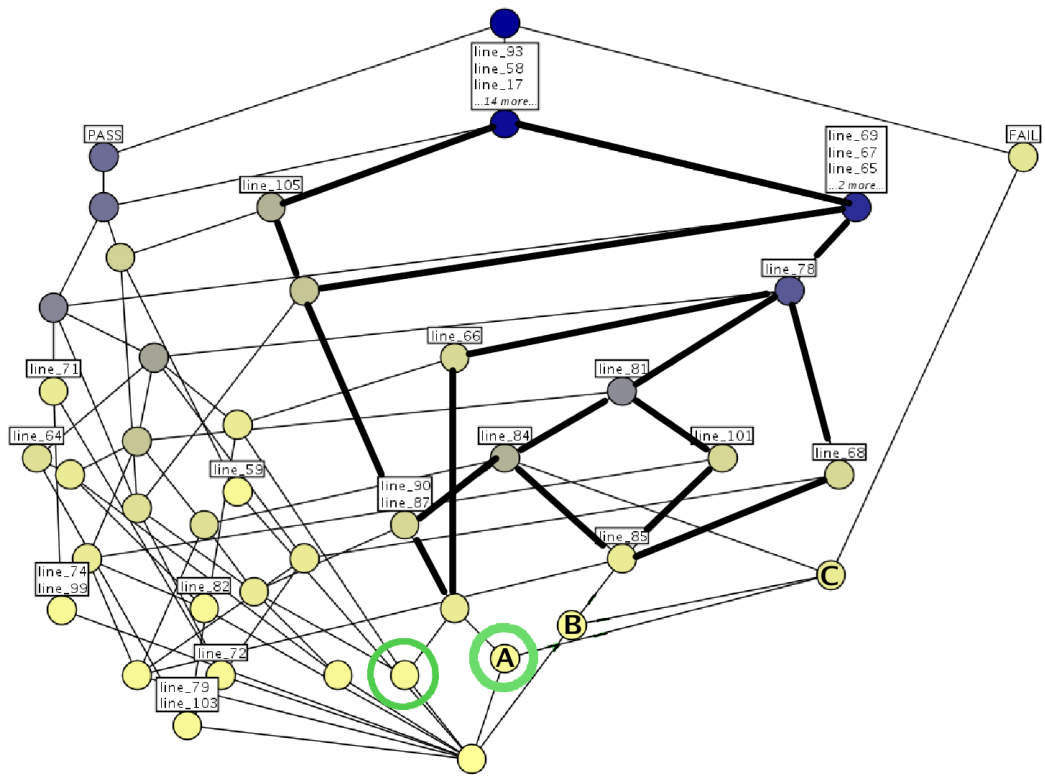 line_93
line_58
line_17
...14 more...
PASS
FAIL
line_69
line_67
line_65
...2 more...
line_105
line_78
line_66
line_71
line_81
line_64
line_84
line_101
line_68
line_59
line_90
line_87
line_85
line_74
line_99
line_82
C
B
line_72
A
line_79
line_103